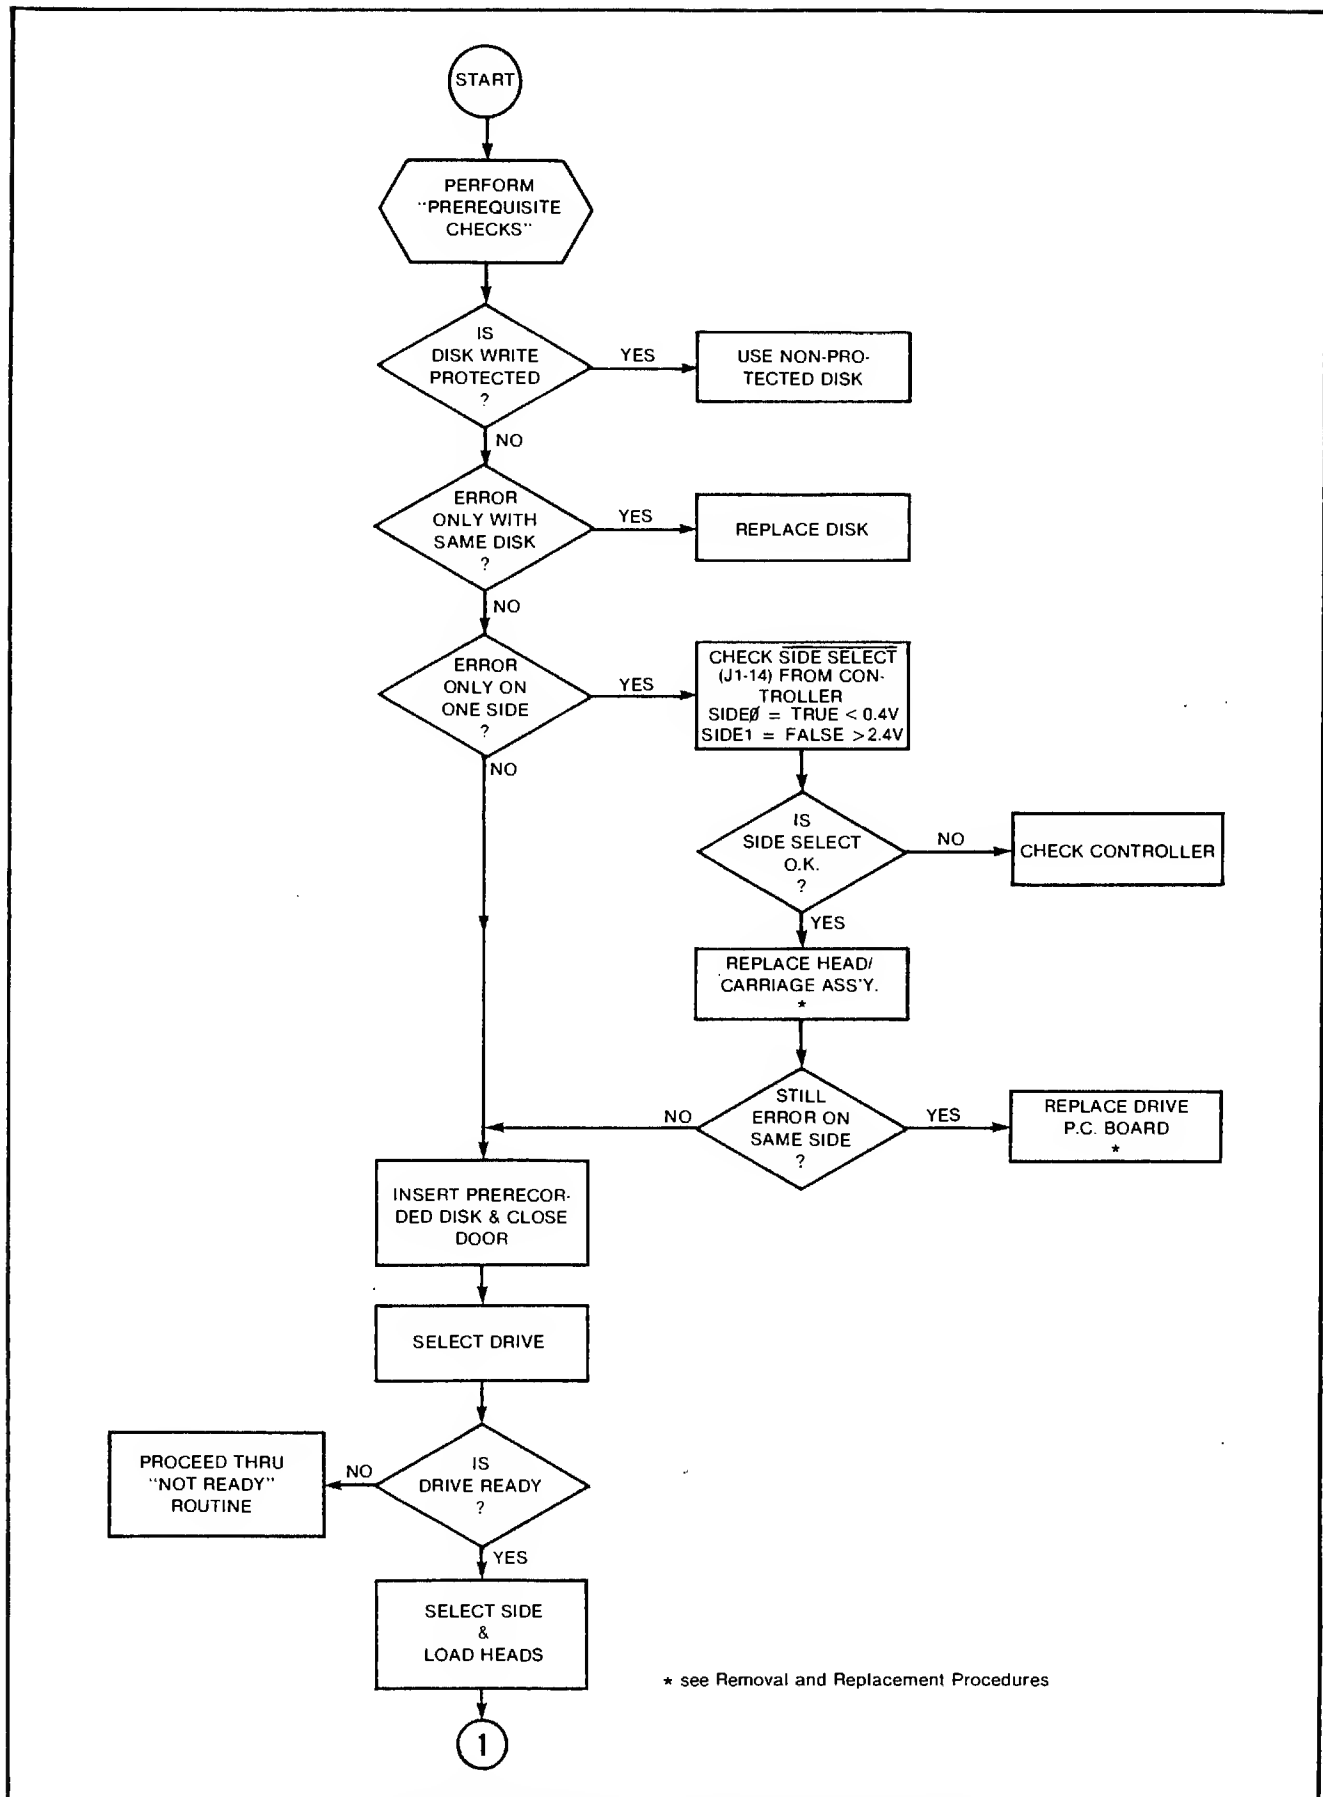 START
PERFORM
"PREREQUISITE
CHECKS"
IS
DISK WRITE
PROTECTED
?
YES
USE NON-PRO-
TECTED DISK
NO
ERROR
ONLY WITH
SAME DISK
?
YES
REPLACE DISK
NO
ERROR
ONLY ON
ONE SIDE
?
YES
CHECK SIDE SELECT
(J1-14) FROM CON-
TROLLER
SIDEØ = TRUE < 0.4V
SIDE1 = FALSE >2.4V
NO
IS
SIDE SELECT
O.K.
?
NO
CHECK CONTROLLER
YES
REPLACE HEAD/
CARRIAGE ASS'Y.
*
STILL
ERROR ON
SAME SIDE
?
NO
YES
REPLACE DRIVE
P.C. BOARD
*
INSERT PRERECOR-
DED DISK & CLOSE
DOOR
SELECT DRIVE
IS
DRIVE READY
?
NO
PROCEED THRU
"NOT READY"
ROUTINE
YES
SELECT SIDE
&
LOAD HEADS
* see Removal and Replacement Procedures
1